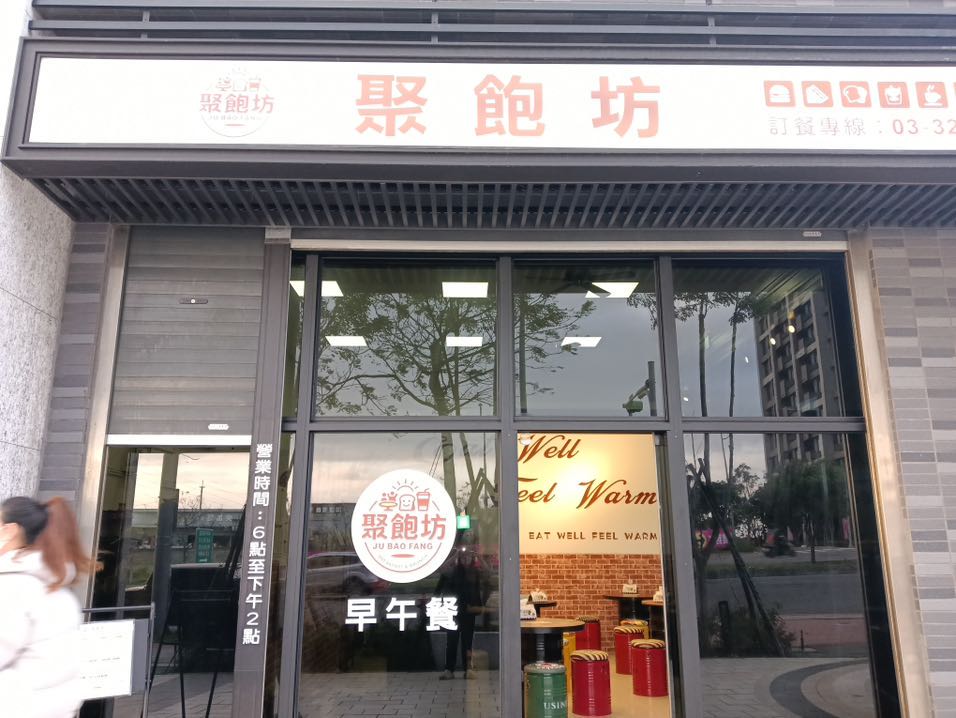 聚飽坊
JU BAO FANG
聚飽坊
訂餐專線：03-32
營業時間：6點至下午2點
聚飽坊
JU BAO FANG
早午餐
Well
Feel Warm
EAT WELL FEEL WARM
USIN